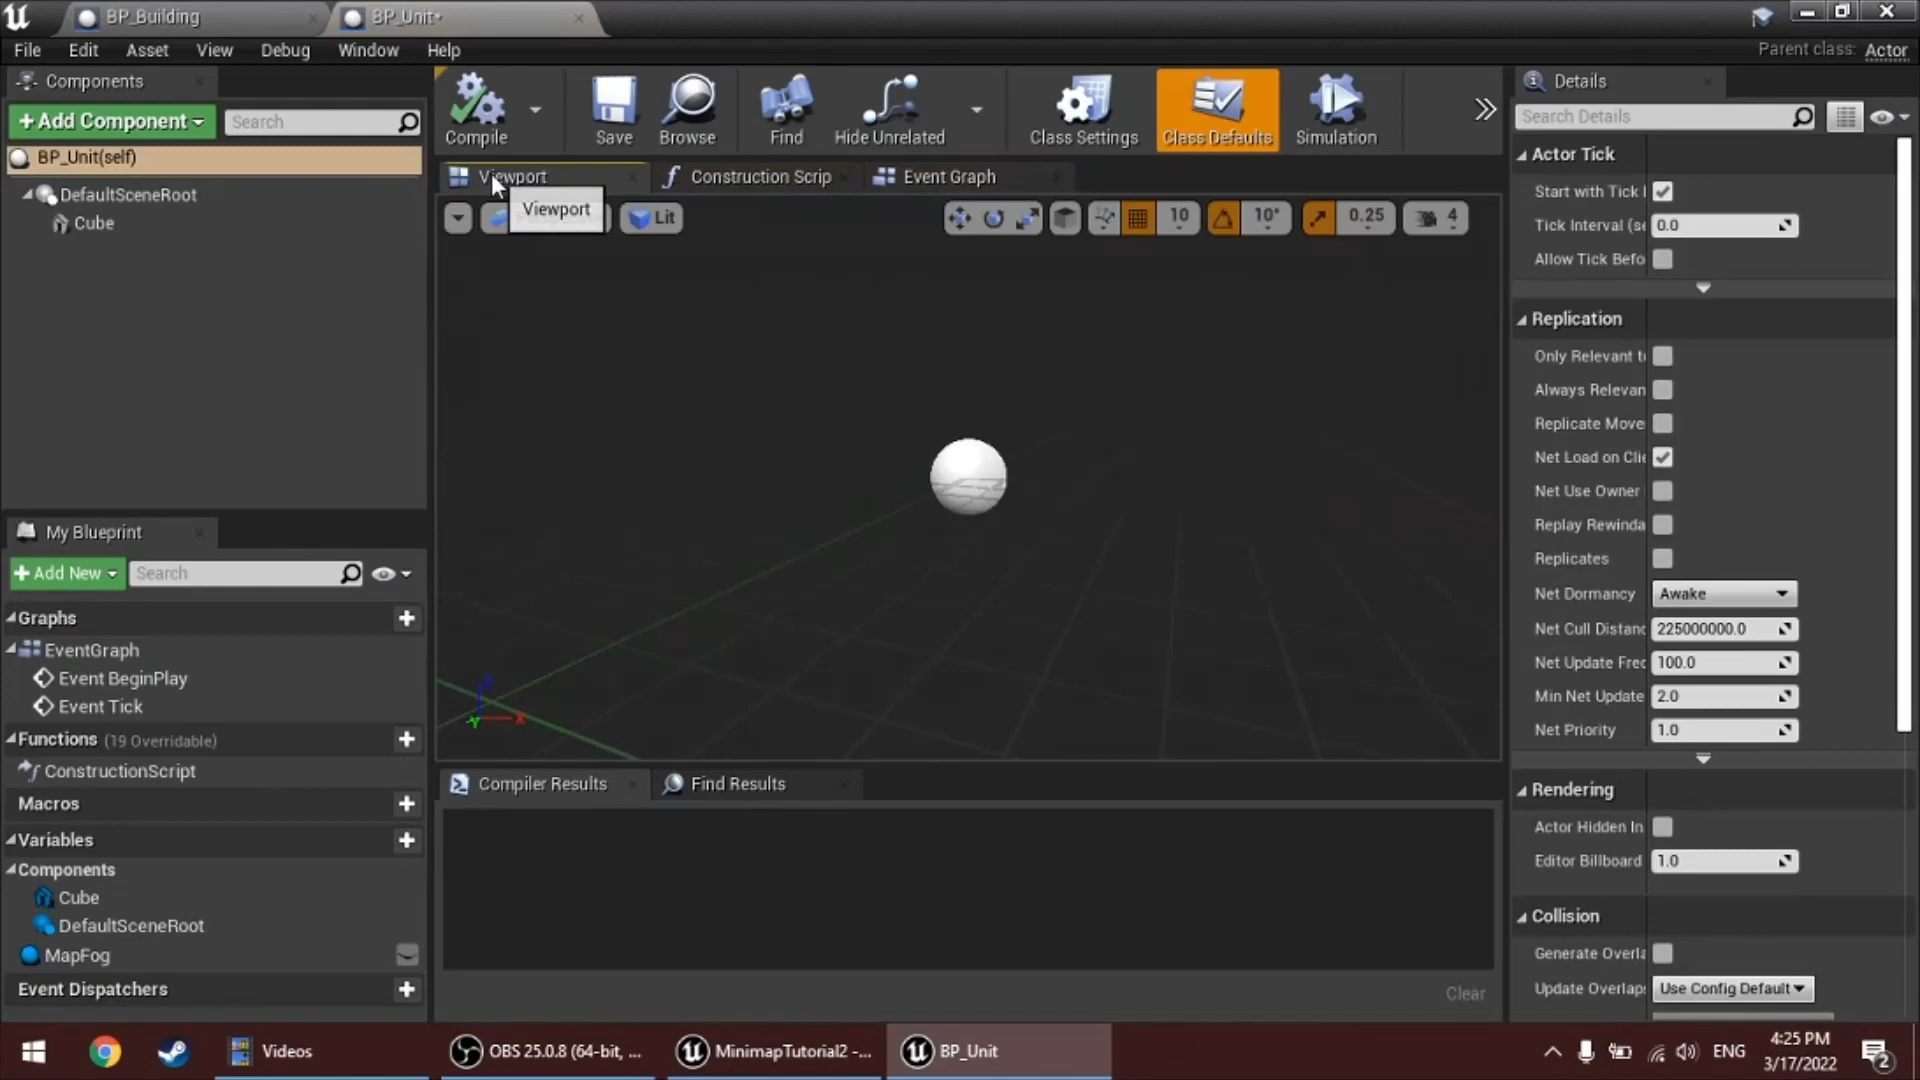 BP_Building
BP_Unit*
File Edit Asset View Debug Window Help
Parent class: Actor
Components
+Add Component
Search
BP_Unit(self)
DefaultSceneRoot
Cube
Compile
Save
Browse
Find
Hide Unrelated
Class Settings
Class Defaults
Simulation
Viewport
Construction Scrip
Event Graph
Viewport
Lit
10
10°
0.25
4
My Blueprint
+Add New
Search
Graphs
EventGraph
Event BeginPlay
Event Tick
Functions (19 Overridable)
ConstructionScript
Macros
Variables
Components
Cube
DefaultSceneRoot
MapFog
Event Dispatchers
Compiler Results
Find Results
Clear
Details
Search Details
Actor Tick
Start with Tick
Tick Interval (se
0.0
Allow Tick Befo
Replication
Only Relevant to
Always Relevan
Replicate Move
Net Load on Clie
Net Use Owner
Replay Rewinda
Replicates
Net Dormancy
Awake
Net Cull Distanc
225000000.0
Net Update Freq
100.0
Min Net Update
2.0
Net Priority
1.0
Rendering
Actor Hidden In
Editor Billboard
1.0
Collision
Generate Overla
Update Overlaps
Use Config Default
Videos
OBS 25.0.8 (64-bit, ...
MinimapTutorial2 -...
BP_Unit
ENG
4:25 PM
3/17/2022
2